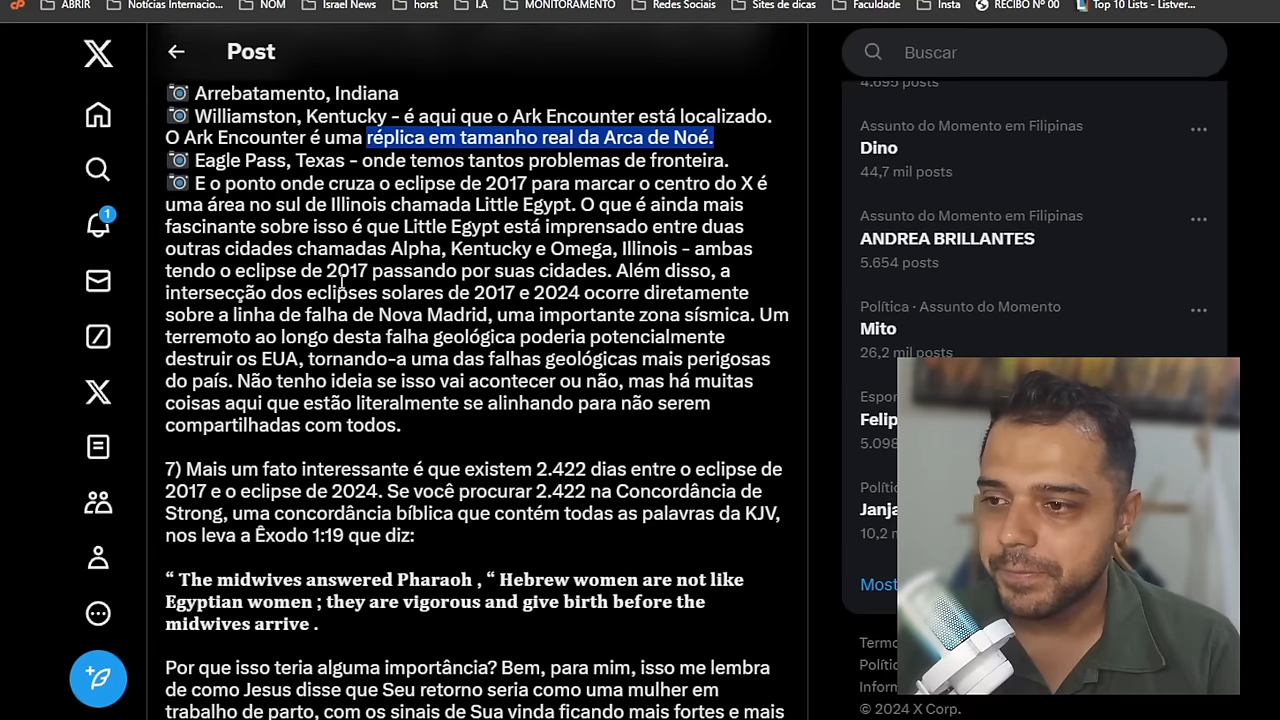 ABRIR
Notícias Internacio...
NOM
Israel News
horst
I.A
MONITORAMENTO
Redes Sociais
Sites de dicas
Faculdade
Insta
RECIBO Nº 00
Top 10 Lists - Listver...
Post
Buscar
1
Arrebatamento, Indiana
Williamston, Kentucky - é aqui que o Ark Encounter está localizado.
O Ark Encounter é uma réplica em tamanho real da Arca de Noé.
Eagle Pass, Texas - onde temos tantos problemas de fronteira.
E o ponto onde cruza o eclipse de 2017 para marcar o centro do X é
uma área no sul de Illinois chamada Little Egypt. O que é ainda mais
fascinante sobre isso é que Little Egypt está imprensado entre duas
outras cidades chamadas Alpha, Kentucky e Omega, Illinois - ambas
tendo o eclipse de 2017 passando por suas cidades. Além disso, a
intersecção dos eclipses solares de 2017 e 2024 ocorre diretamente
sobre a linha de falha de Nova Madrid, uma importante zona sísmica. Um
terremoto ao longo desta falha geológica poderia potencialmente
destruir os EUA, tornando-a uma das falhas geológicas mais perigosas
do país. Não tenho ideia se isso vai acontecer ou não, mas há muitas
coisas aqui que estão literalmente se alinhando para não serem
compartilhadas com todos.
7) Mais um fato interessante é que existem 2.422 dias entre o eclipse de
2017 e o eclipse de 2024. Se você procurar 2.422 na Concordância de
Strong, uma concordância bíblica que contém todas as palavras da KJV,
nos leva a Êxodo 1:19 que diz:
“ The midwives answered Pharaoh , “ Hebrew women are not like
Egyptian women ; they are vigorous and give birth before the
midwives arrive .
Por que isso teria alguma importância? Bem, para mim, isso me lembra
de como Jesus disse que Seu retorno seria como uma mulher em
trabalho de parto, com os sinais de Sua vinda ficando mais fortes e mais
4.695 posts
Assunto do Momento em Filipinas
Dino
44,7 mil posts
Assunto do Momento em Filipinas
ANDREA BRILLANTES
5.654 posts
Política · Assunto do Momento
Mito
26,2 mil posts
Espor
Felip
5.098
Polític
Janja
10,2 n
Most
Termo
Polític
Inform
© 2024 X Corp.